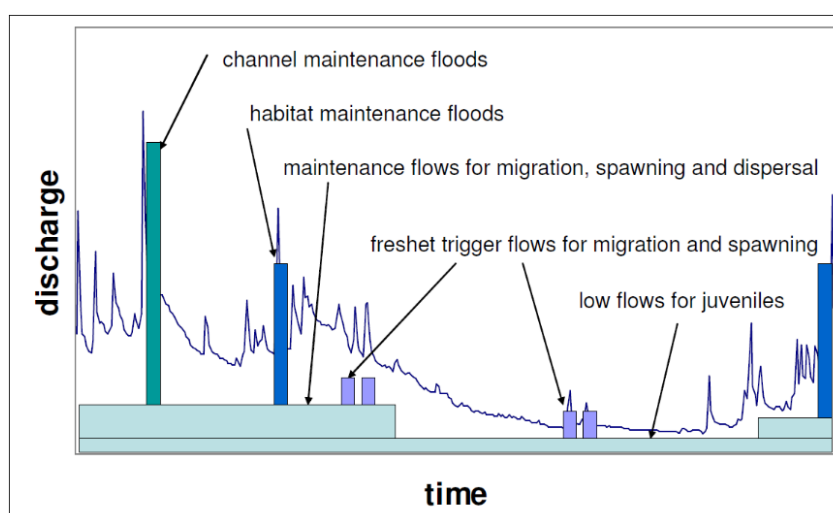 channel maintenance floods
habitat maintenance floods
maintenance flows for migration, spawning and dispersal
freshet trigger flows for migration and spawning
low flows for juveniles
discharge
time